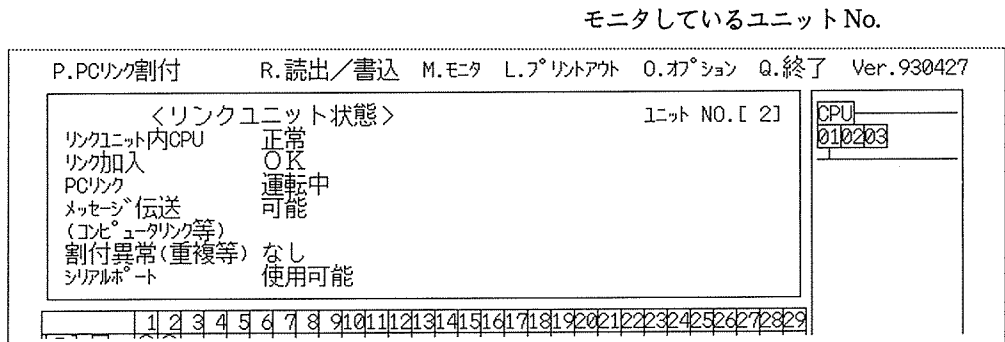 モニタしているユニットNo.
P.PCリンク割付 R.読出／書込 M.モニタ L.プリントアウト O.オプション Q.終了 Ver.930427
＜リンクユニット状態＞ ユニット NO.[ 2]
リンクユニット内CPU 正常
リンク加入 OK
PCリンク 運転中
メッセージ伝送 可能
(コンピュータリンク等)
割付異常(重複等) なし
シリアルポート 使用可能
CPU
01 02 03
1 2 3 4 5 6 7 8 9 10 11 12 13 14 15 16 17 18 19 20 21 22 23 24 25 26 27 28 29